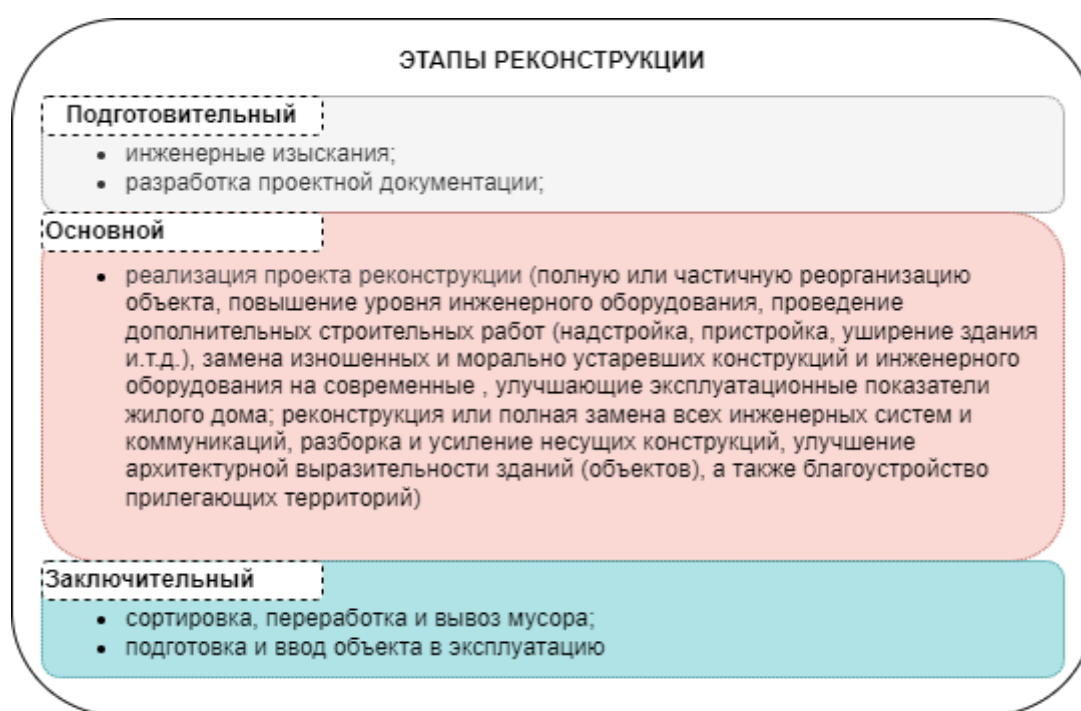 ЭТАПЫ РЕКОНСТРУКЦИИ
Подготовительный
• инженерные изыскания;
• разработка проектной документации;
Основной
• реализация проекта реконструкции (полную или частичную реорганизацию
объекта, повышение уровня инженерного оборудования, проведение
дополнительных строительных работ (надстройка, пристройка, уширение здания
и.т.д.), замена изношенных и морально устаревших конструкций и инженерного
оборудования на современные , улучшающие эксплуатационные показатели
жилого дома; реконструкция или полная замена всех инженерных систем и
коммуникаций, разборка и усиление несущих конструкций, улучшение
архитектурной выразительности зданий (объектов), а также благоустройство
прилегающих территорий)
Заключительный
• сортировка, переработка и вывоз мусора;
• подготовка и ввод объекта в эксплуатацию